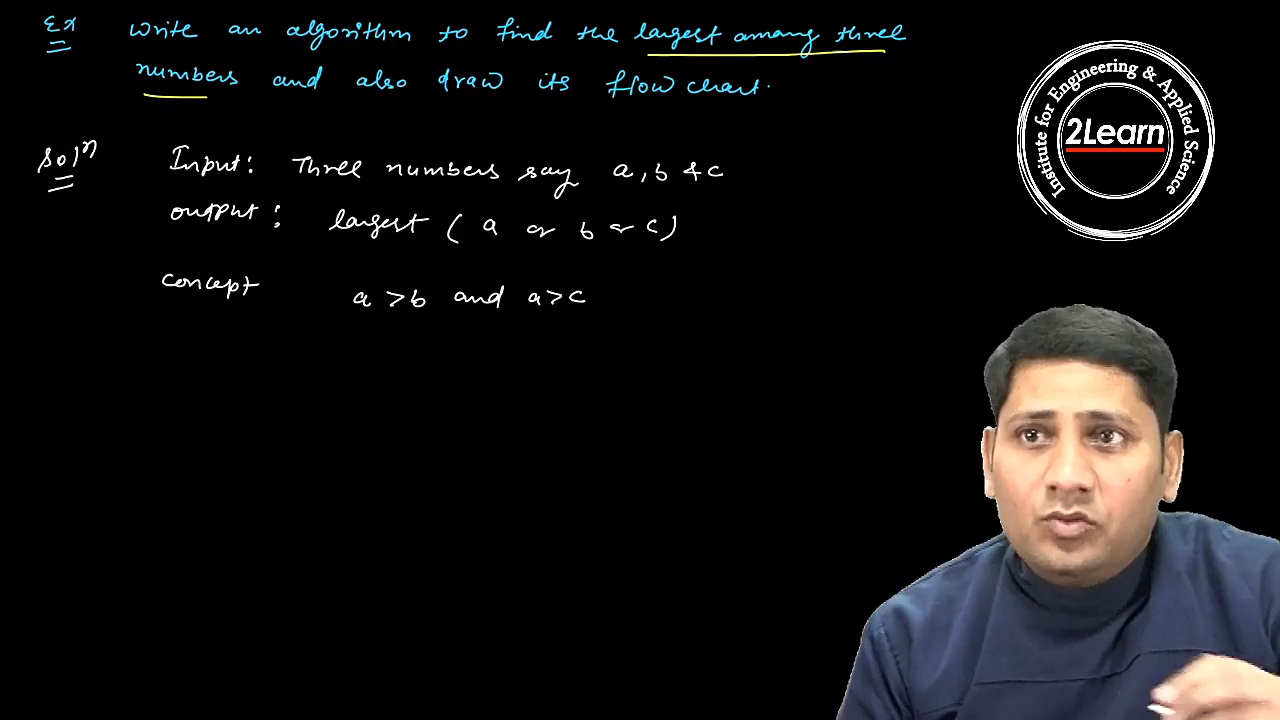 Ex Write an algorithm to find the largest among three
numbers and also draw its flow chart.
Solⁿ Input: Three numbers say a, b & c
output: largest ( a or b or c)
concept a > b and a > c
Institute for Engineering & Applied Science
2Learn